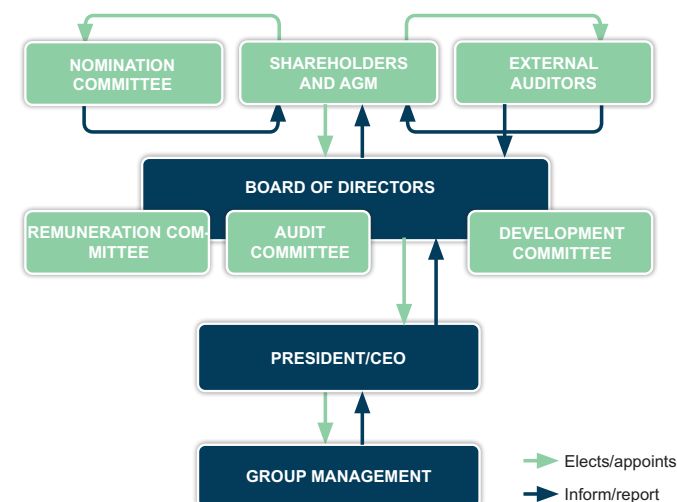 NOMINATION
COMMITTEE
SHAREHOLDERS
AND AGM
EXTERNAL
AUDITORS
BOARD OF DIRECTORS
REMUNERATION COM-
MITTEE
AUDIT
COMMITTEE
DEVELOPMENT
COMMITTEE
PRESIDENT/CEO
GROUP MANAGEMENT
Elects/appoints
Inform/report